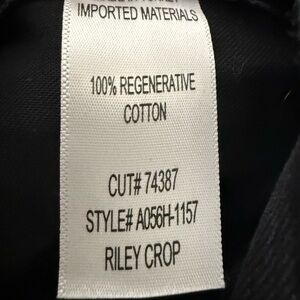 IMPORTED MATERIALS
100% REGENERATIVE
COTTON
CUT# 74387
STYLE# A056H-1157
RILEY CROP